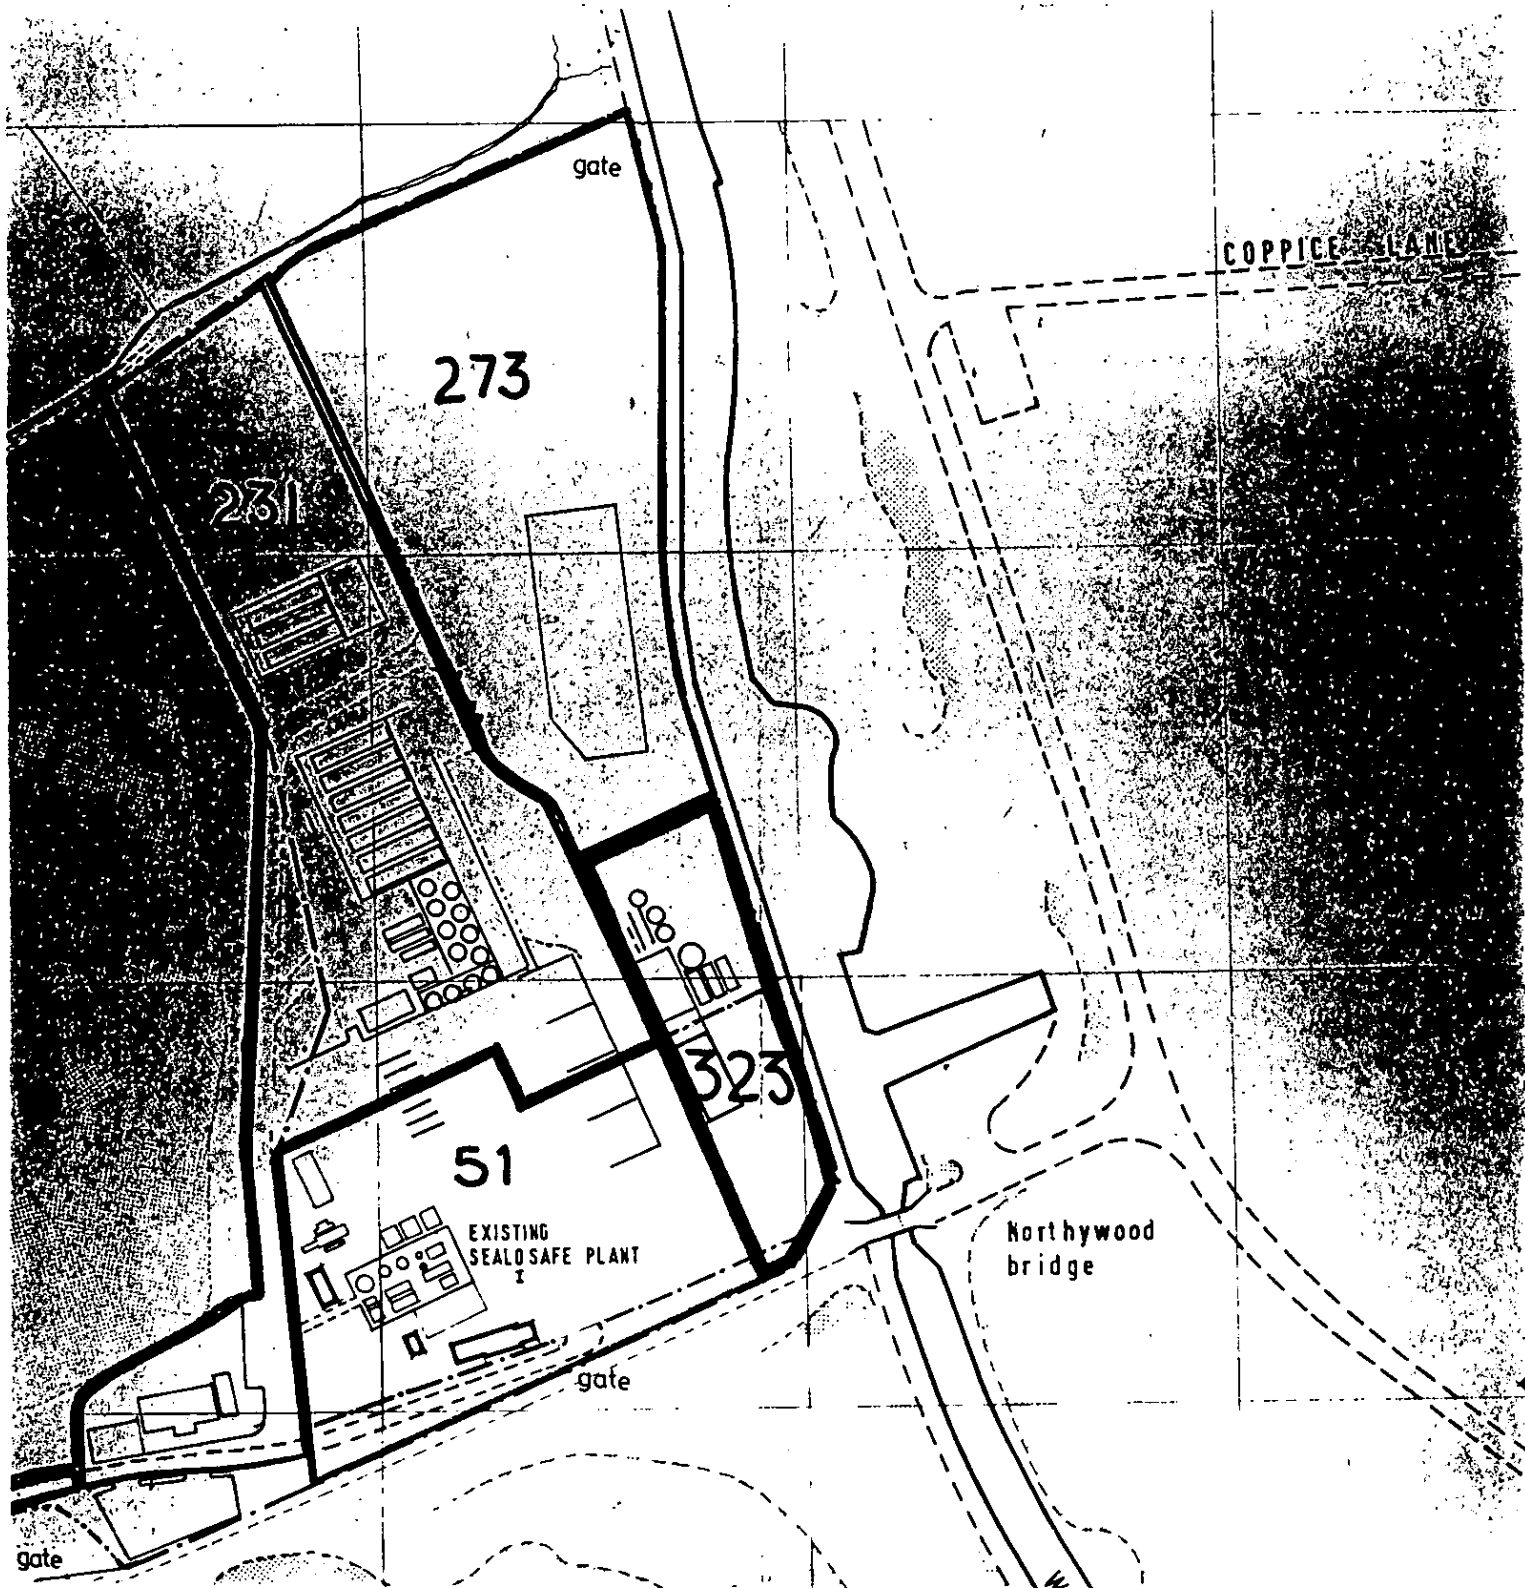 gate
COPPICE LANE
273
231
323
51
EXISTING
SEALOSAFE PLANT
I
Northywood
bridge
gate
gate